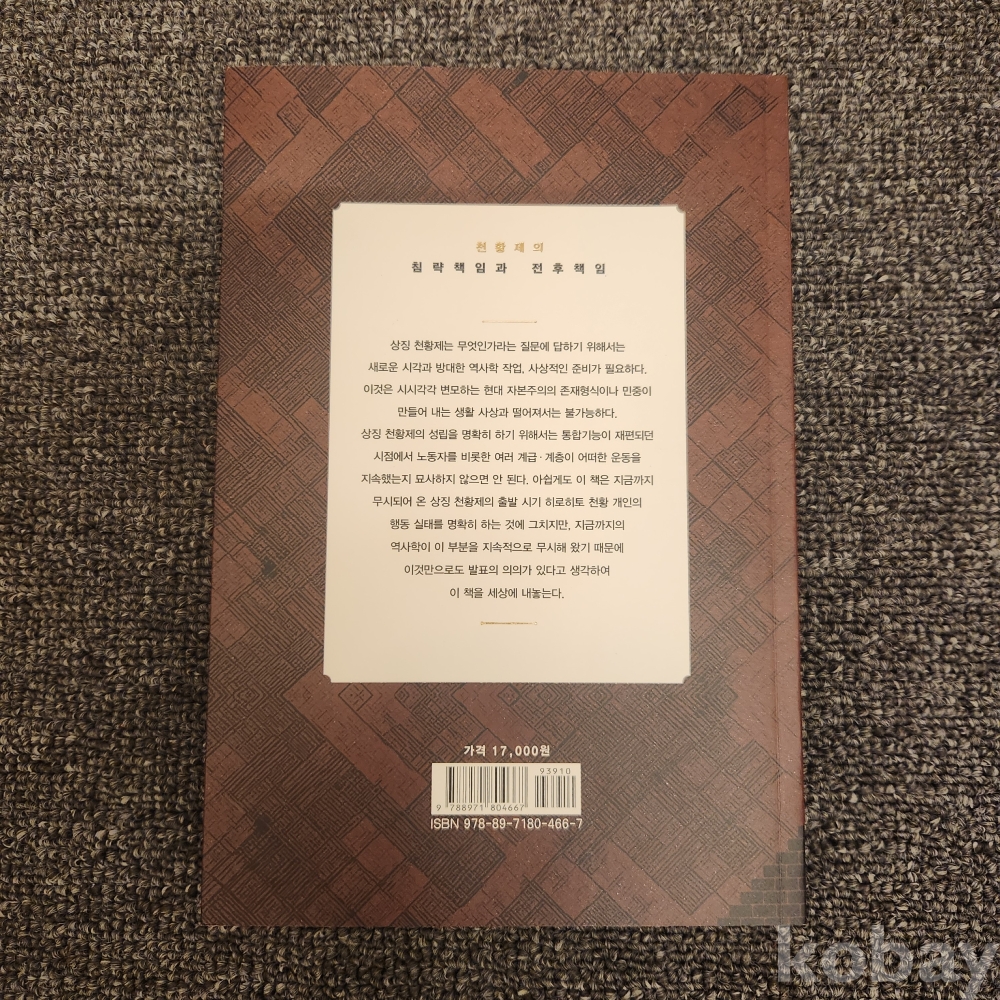 천황제의
침략책임과 전후책임
상징 천황제는 무엇인가라는 질문에 답하기 위해서는
새로운 시각과 방대한 역사학 작업, 사상적인 준비가 필요하다.
이것은 시시각각 변모하는 현대 자본주의의 존재형식이나 민중이
만들어 내는 생활 사상과 떨어져서는 불가능하다.
상징 천황제의 성립을 명확히 하기 위해서는 통합기능이 재편되던
시점에서 노동자를 비롯한 여러 계급·계층이 어떠한 운동을
지속했는지 묘사하지 않으면 안 된다. 아쉽게도 이 책은 지금까지
무시되어 온 상징 천황제의 출발 시기 히로히토 천황 개인의
행동 실태를 명확히 하는 것에 그치지만, 지금까지의
역사학이 이 부분을 지속적으로 무시해 왔기 때문에
이것만으로도 발표의 의의가 있다고 생각하여
이 책을 세상에 내놓는다.
가격 17,000원
93910
9 788971 804667
ISBN 978-89-7180-466-7
kobay